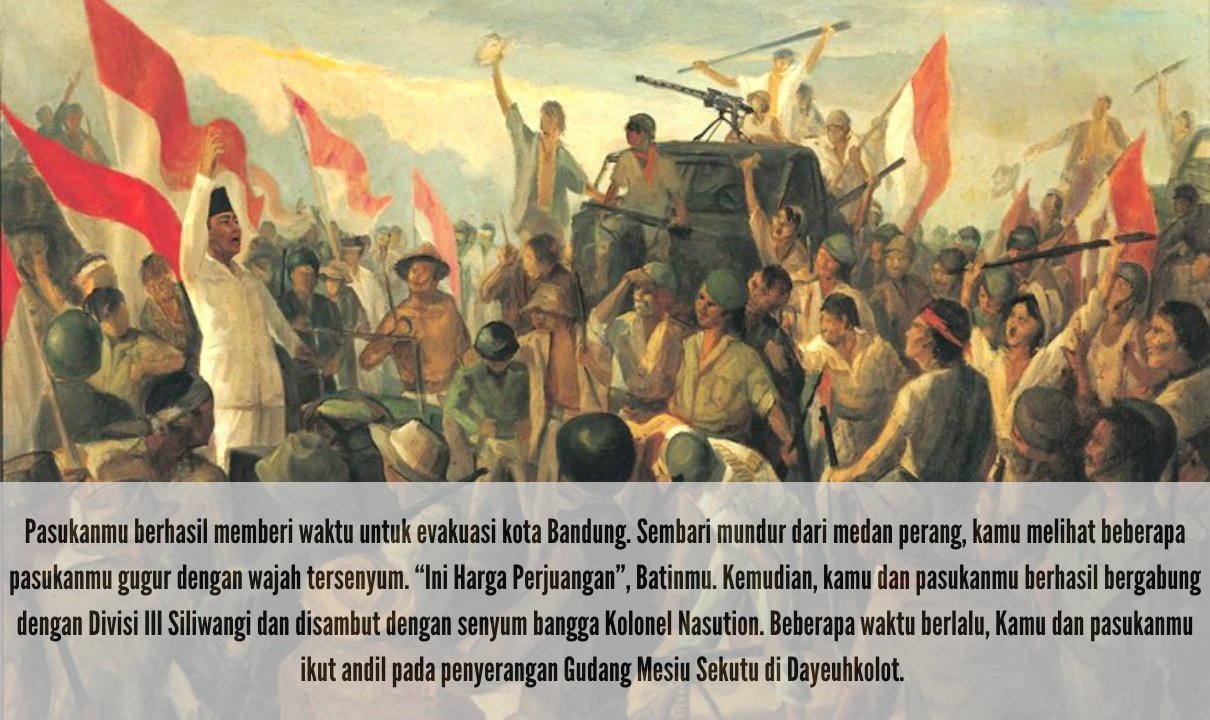 Pasukanmu berhasil memberi waktu untuk evakuasi kota Bandung. Sembari mundur dari medan perang, kamu melihat beberapa
pasukanmu gugur dengan wajah tersenyum. “Ini Harga Perjuangan”, Batinmu. Kemudian, kamu dan pasukanmu berhasil bergabung
dengan Divisi III Siliwangi dan disambut dengan senyum bangga Kolonel Nasution. Beberapa waktu berlalu, Kamu dan pasukanmu
ikut andil pada penyerangan Gudang Mesiu Sekutu di Dayeuhkolot.